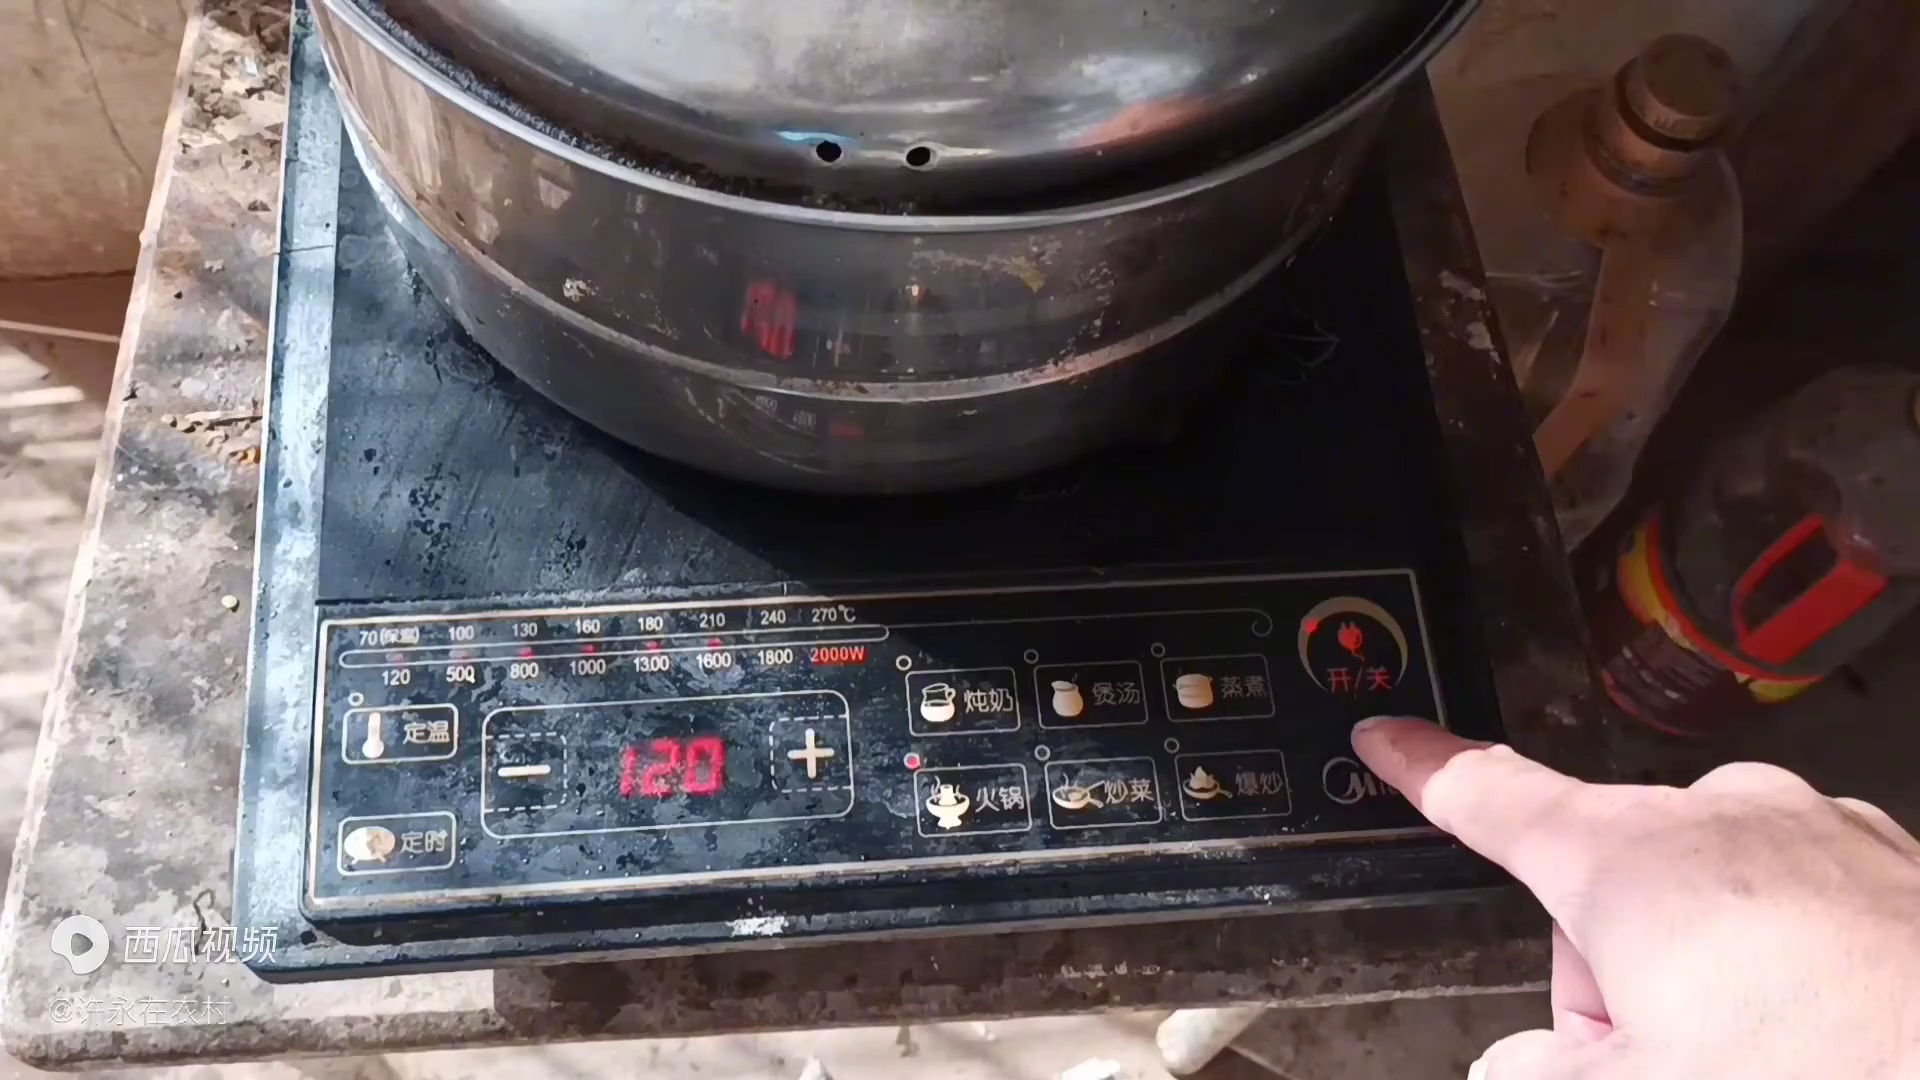 70(保温) 100 130 160 180 210 240 270℃
120 500 800 1000 1300 1600 1800 2000W
定温
120
定时
炖奶
煲汤
蒸煮
开/关
火锅
炒菜
爆炒
西瓜视频
@许永在农村